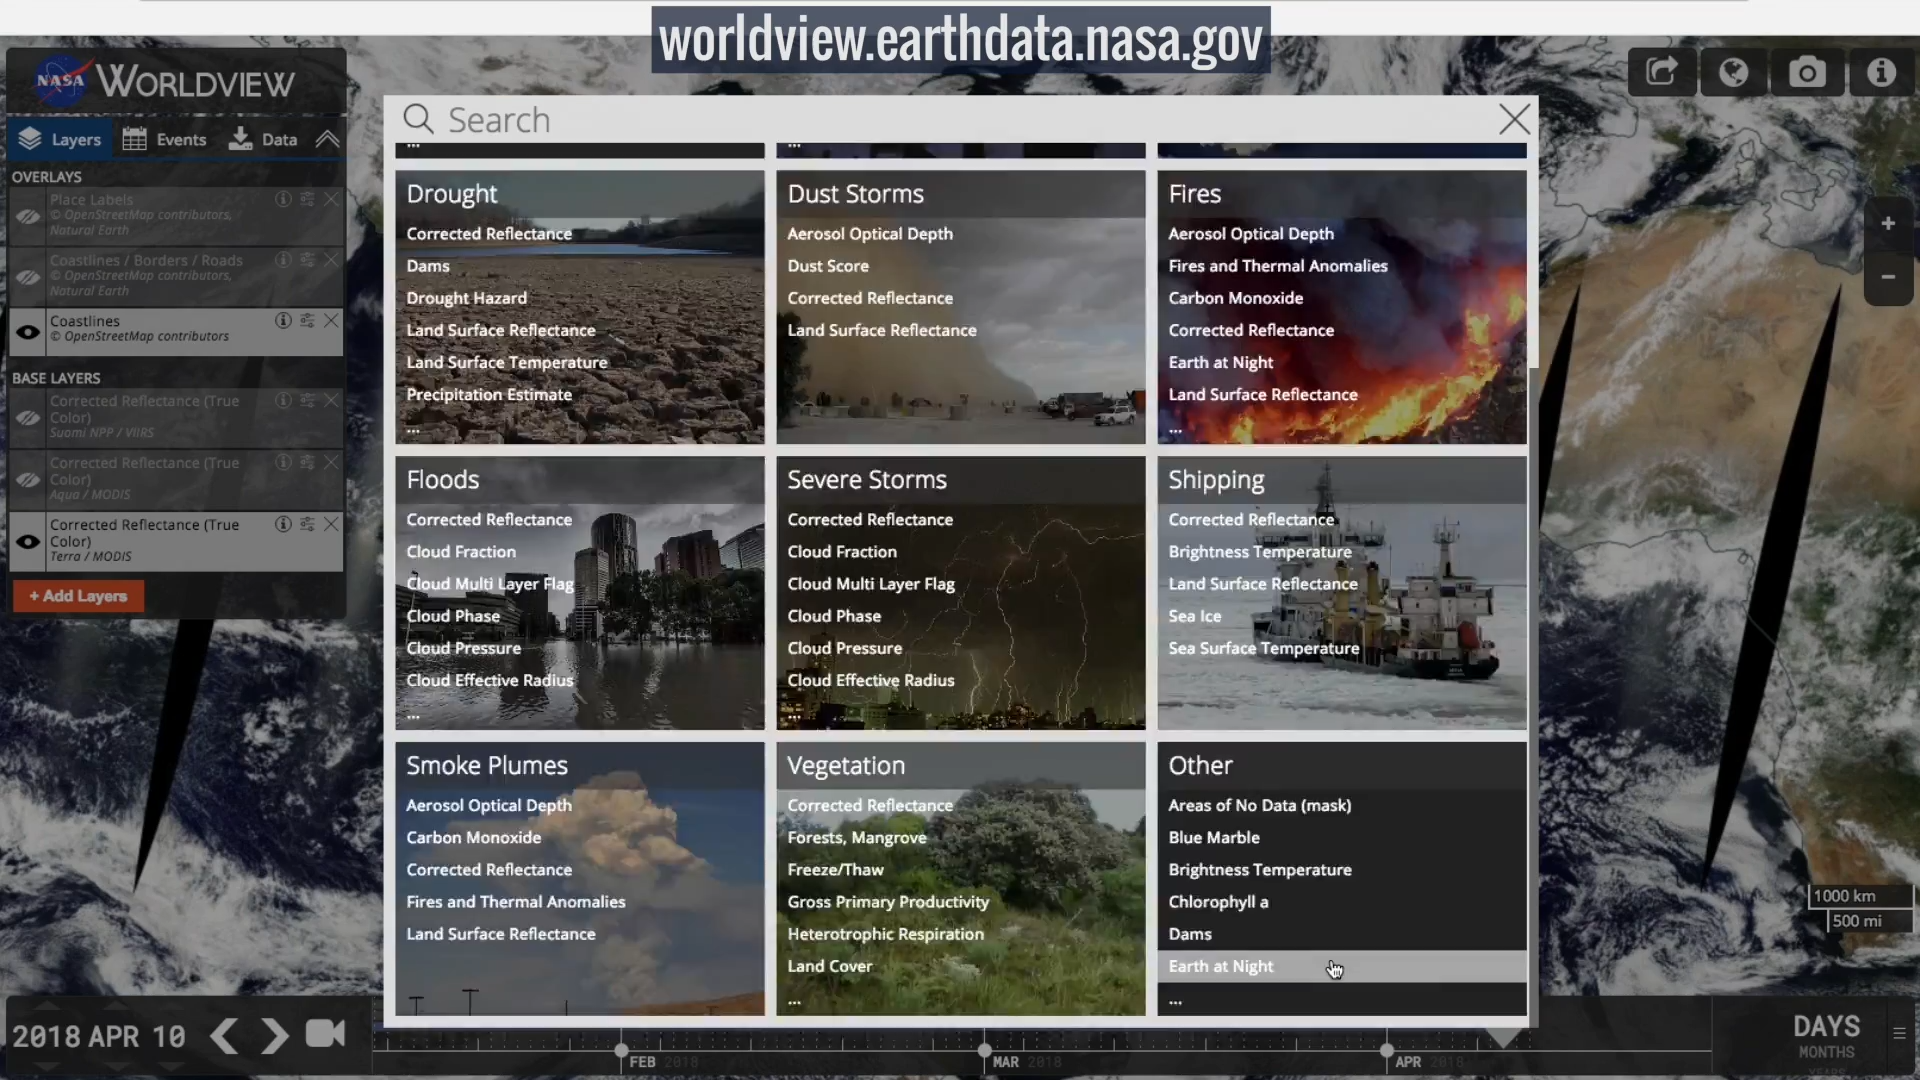 worldview.earthdata.nasa.gov
NASA WORLDVIEW
Layers Events Data
OVERLAYS
Place Labels
© OpenStreetMap contributors,
Natural Earth
Coastlines / Borders / Roads
© OpenStreetMap contributors,
Natural Earth
Coastlines
© OpenStreetMap contributors
BASE LAYERS
Corrected Reflectance (True
Color)
Suomi NPP / VIIRS
Corrected Reflectance (True
Color)
Aqua / MODIS
Corrected Reflectance (True
Color)
Terra / MODIS
+ Add Layers
Search
...
...
Drought
Corrected Reflectance
Dams
Drought Hazard
Land Surface Reflectance
Land Surface Temperature
Precipitation Estimate
...
Dust Storms
Aerosol Optical Depth
Dust Score
Corrected Reflectance
Land Surface Reflectance
Fires
Aerosol Optical Depth
Fires and Thermal Anomalies
Carbon Monoxide
Corrected Reflectance
Earth at Night
Land Surface Reflectance
...
Floods
Corrected Reflectance
Cloud Fraction
Cloud Multi Layer Flag
Cloud Phase
Cloud Pressure
Cloud Effective Radius
...
Severe Storms
Corrected Reflectance
Cloud Fraction
Cloud Multi Layer Flag
Cloud Phase
Cloud Pressure
Cloud Effective Radius
...
Shipping
Corrected Reflectance
Brightness Temperature
Land Surface Reflectance
Sea Ice
Sea Surface Temperature
Smoke Plumes
Aerosol Optical Depth
Carbon Monoxide
Corrected Reflectance
Fires and Thermal Anomalies
Land Surface Reflectance
Vegetation
Corrected Reflectance
Forests, Mangrove
Freeze/Thaw
Gross Primary Productivity
Heterotrophic Respiration
Land Cover
...
Other
Areas of No Data (mask)
Blue Marble
Brightness Temperature
Chlorophyll a
Dams
Earth at Night
...
+
−
1000 km
500 mi
2018 APR 10
FEB 2018
MAR 2018
APR 2018
DAYS
MONTHS
YEARS